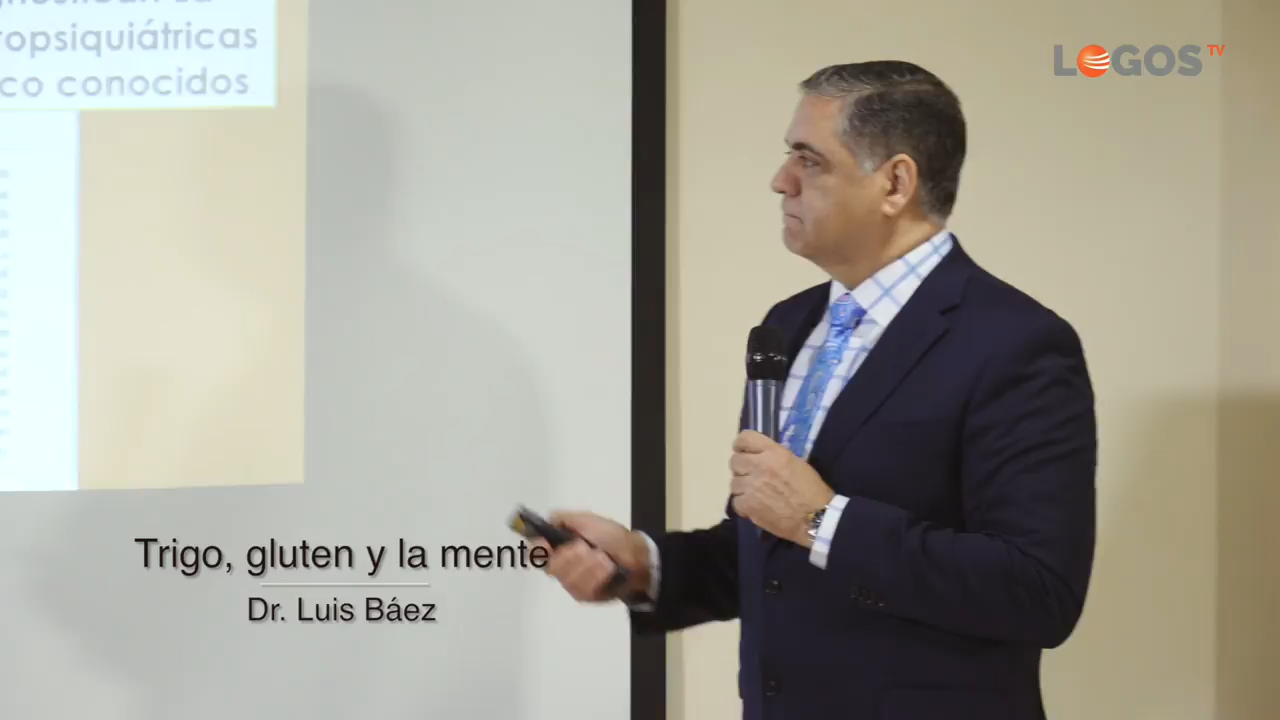 ropsiquiátricas
co conocidos
LOGOS TV
Trigo, gluten y la mente
Dr. Luis Báez